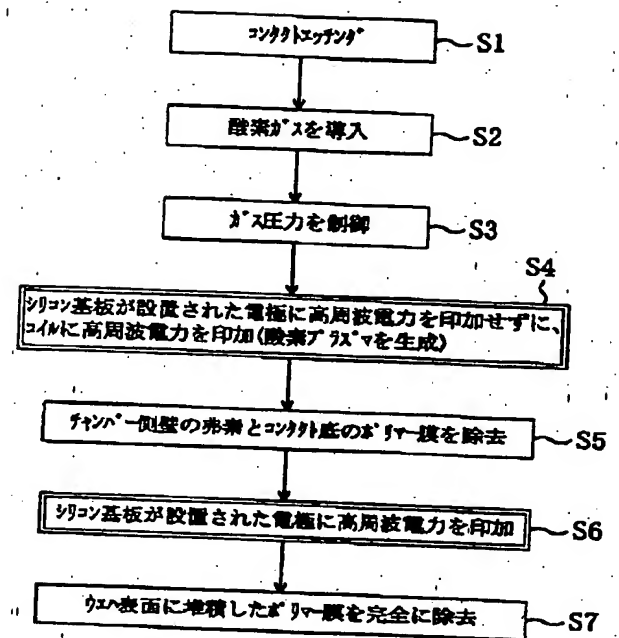 コンタクトエッチング
S1
酸素ガスを導入
S2
ガス圧力を制御
S3
S4
シリコン基板が設置された電極に高周波電力を印加せずに、
コイルに高周波電力を印加(酸素プラズマを生成)
チャンバー側壁の弗素とコンタクト底のポリマー膜を除去
S5
シリコン基板が設置された電極に高周波電力を印加
S6
ウエハ表面に堆積したポリマー膜を完全に除去
S7